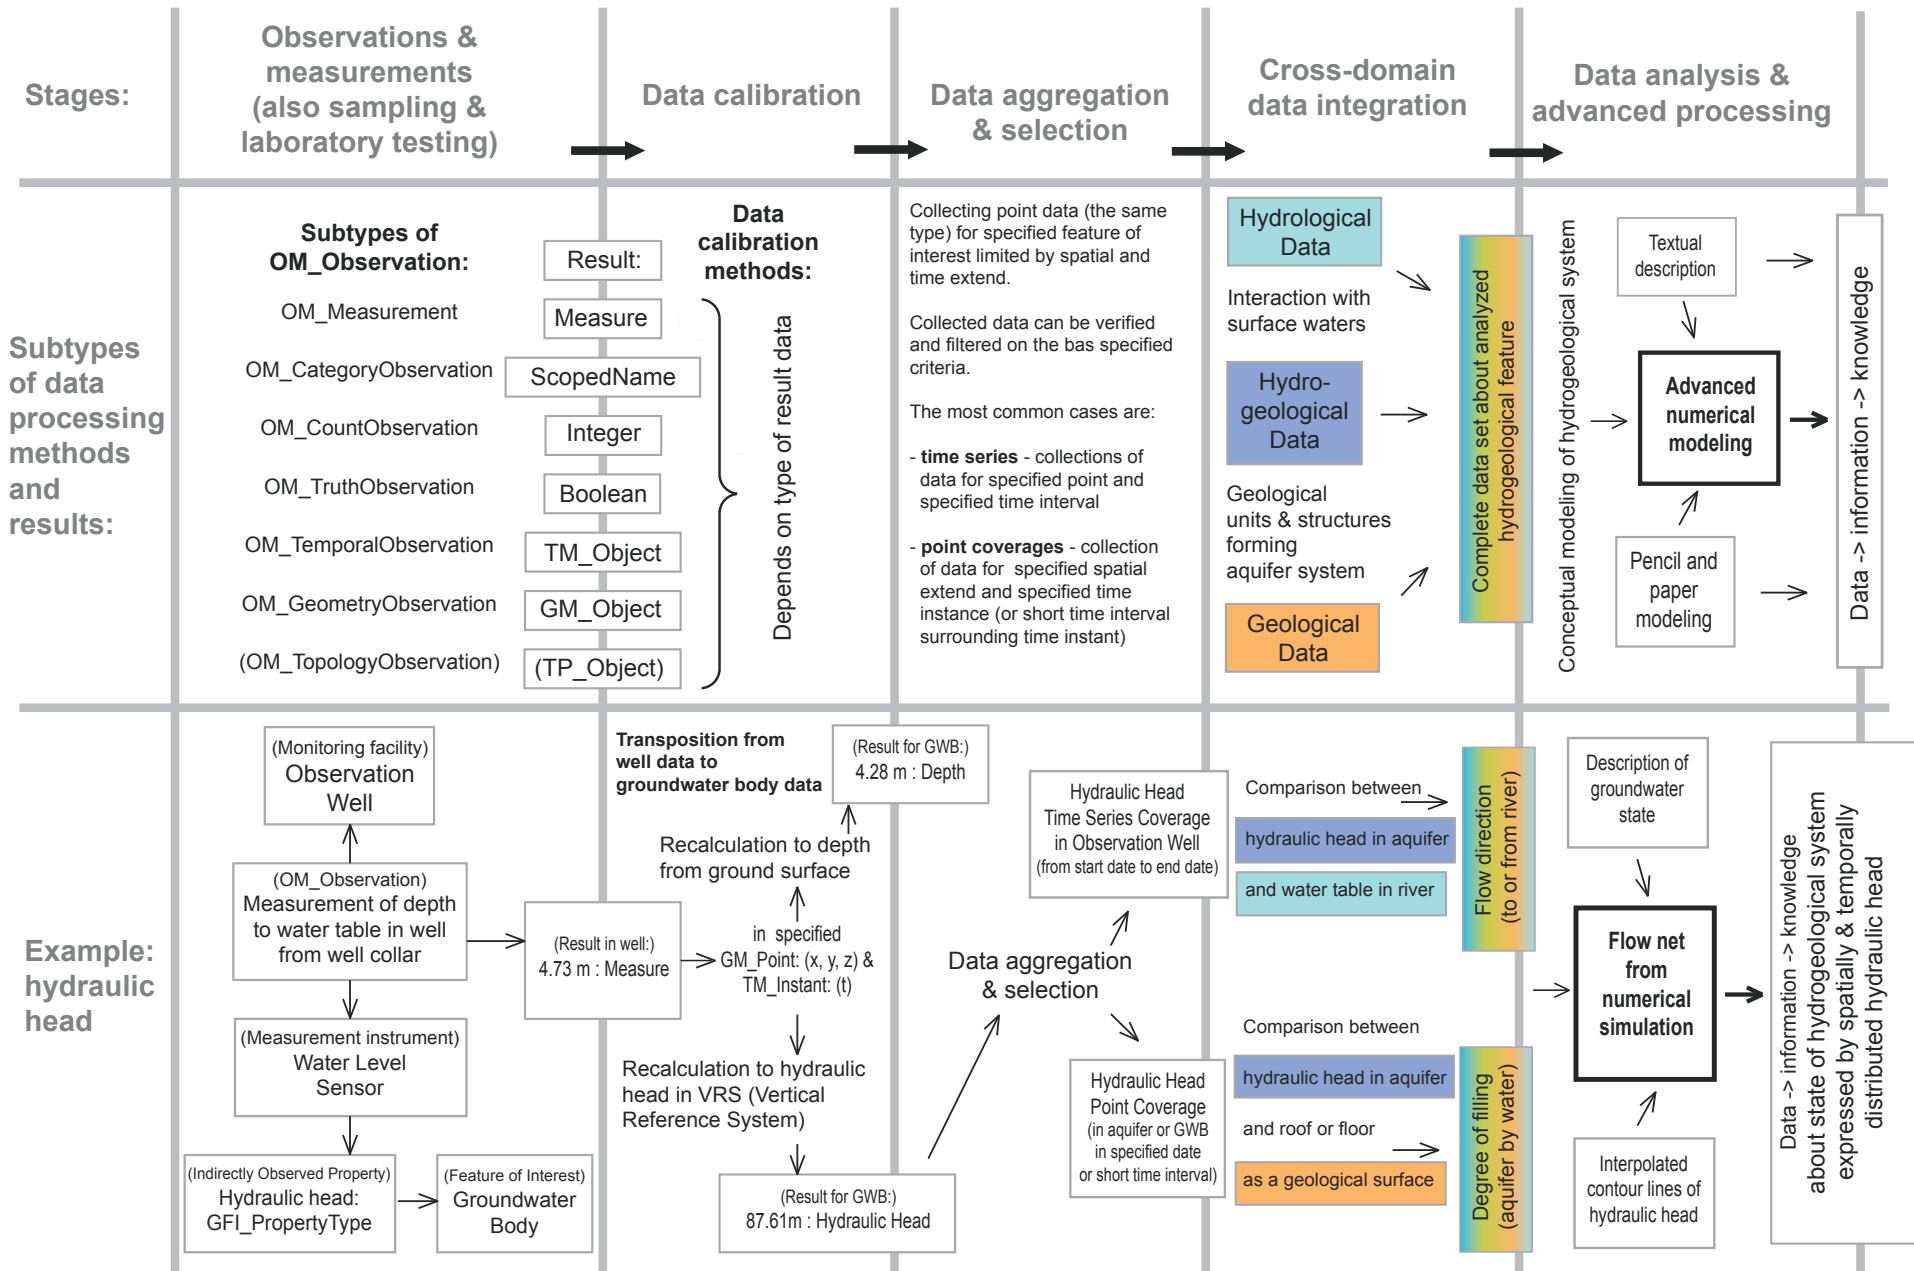 Stages:
Observations &
measurements
(also sampling &
laboratory testing)
Data calibration
Data aggregation
& selection
Cross-domain
data integration
Data analysis &
advanced processing
Subtypes
of data
processing
methods
and
results:
Subtypes of
OM_Observation:
Result:
OM_Measurement
Measure
OM_CategoryObservation
ScopedName
OM_CountObservation
Integer
OM_TruthObservation
Boolean
OM_TemporalObservation
TM_Object
OM_GeometryObservation
GM_Object
(OM_TopologyObservation)
(TP_Object)
Data
calibration
methods:
Depends on type of result data
Collecting point data (the same
type) for specified feature of
interest limited by spatial and
time extend.
Collected data can be verified
and filtered on the bas specified
criteria.
The most common cases are:
- time series - collections of
data for specified point and
specified time interval
- point coverages - collection
of data for specified spatial
extend and specified time
instance (or short time interval
surrounding time instant)
Hydrological
Data
Interaction with
surface waters
Hydro-
geological
Data
Geological
units & structures
forming
aquifer system
Geological
Data
Complete data set about analyzed
hydrogeological feature
Conceptual modeling of hydrogeological system
Textual
description
Advanced
numerical
modeling
Pencil and
paper
modeling
Data -> information -> knowledge
Example:
hydraulic
head
(Monitoring facility)
Observation
Well
(OM_Observation)
Measurement of depth
to water table in well
from well collar
(Measurement instrument)
Water Level
Sensor
(Indirectly Observed Property)
Hydraulic head:
GFI_PropertyType
(Feature of Interest)
Groundwater
Body
(Result in well:)
4.73 m : Measure
Transposition from
well data to
groundwater body data
(Result for GWB:)
4.28 m : Depth
Recalculation to depth
from ground surface
in specified
GM_Point: (x, y, z) &
TM_Instant: (t)
Recalculation to hydraulic
head in VRS (Vertical
Reference System)
(Result for GWB:)
87.61m : Hydraulic Head
Data aggregation
& selection
Hydraulic Head
Time Series Coverage
in Observation Well
(from start date to end date)
Hydraulic Head
Point Coverage
(in aquifer or GWB
in specified date
or short time interval)
Comparison between
hydraulic head in aquifer
and water table in river
Flow direction
(to or from river)
Comparison between
hydraulic head in aquifer
and roof or floor
as a geological surface
Degree of filling
(aquifer by water)
Description of
groundwater
state
Flow net
from
numerical
simulation
Interpolated
contour lines of
hydraulic head
Data -> information -> knowledge
about state of hydrogeological system
expressed by spatially & temporally
distributed hydraulic head